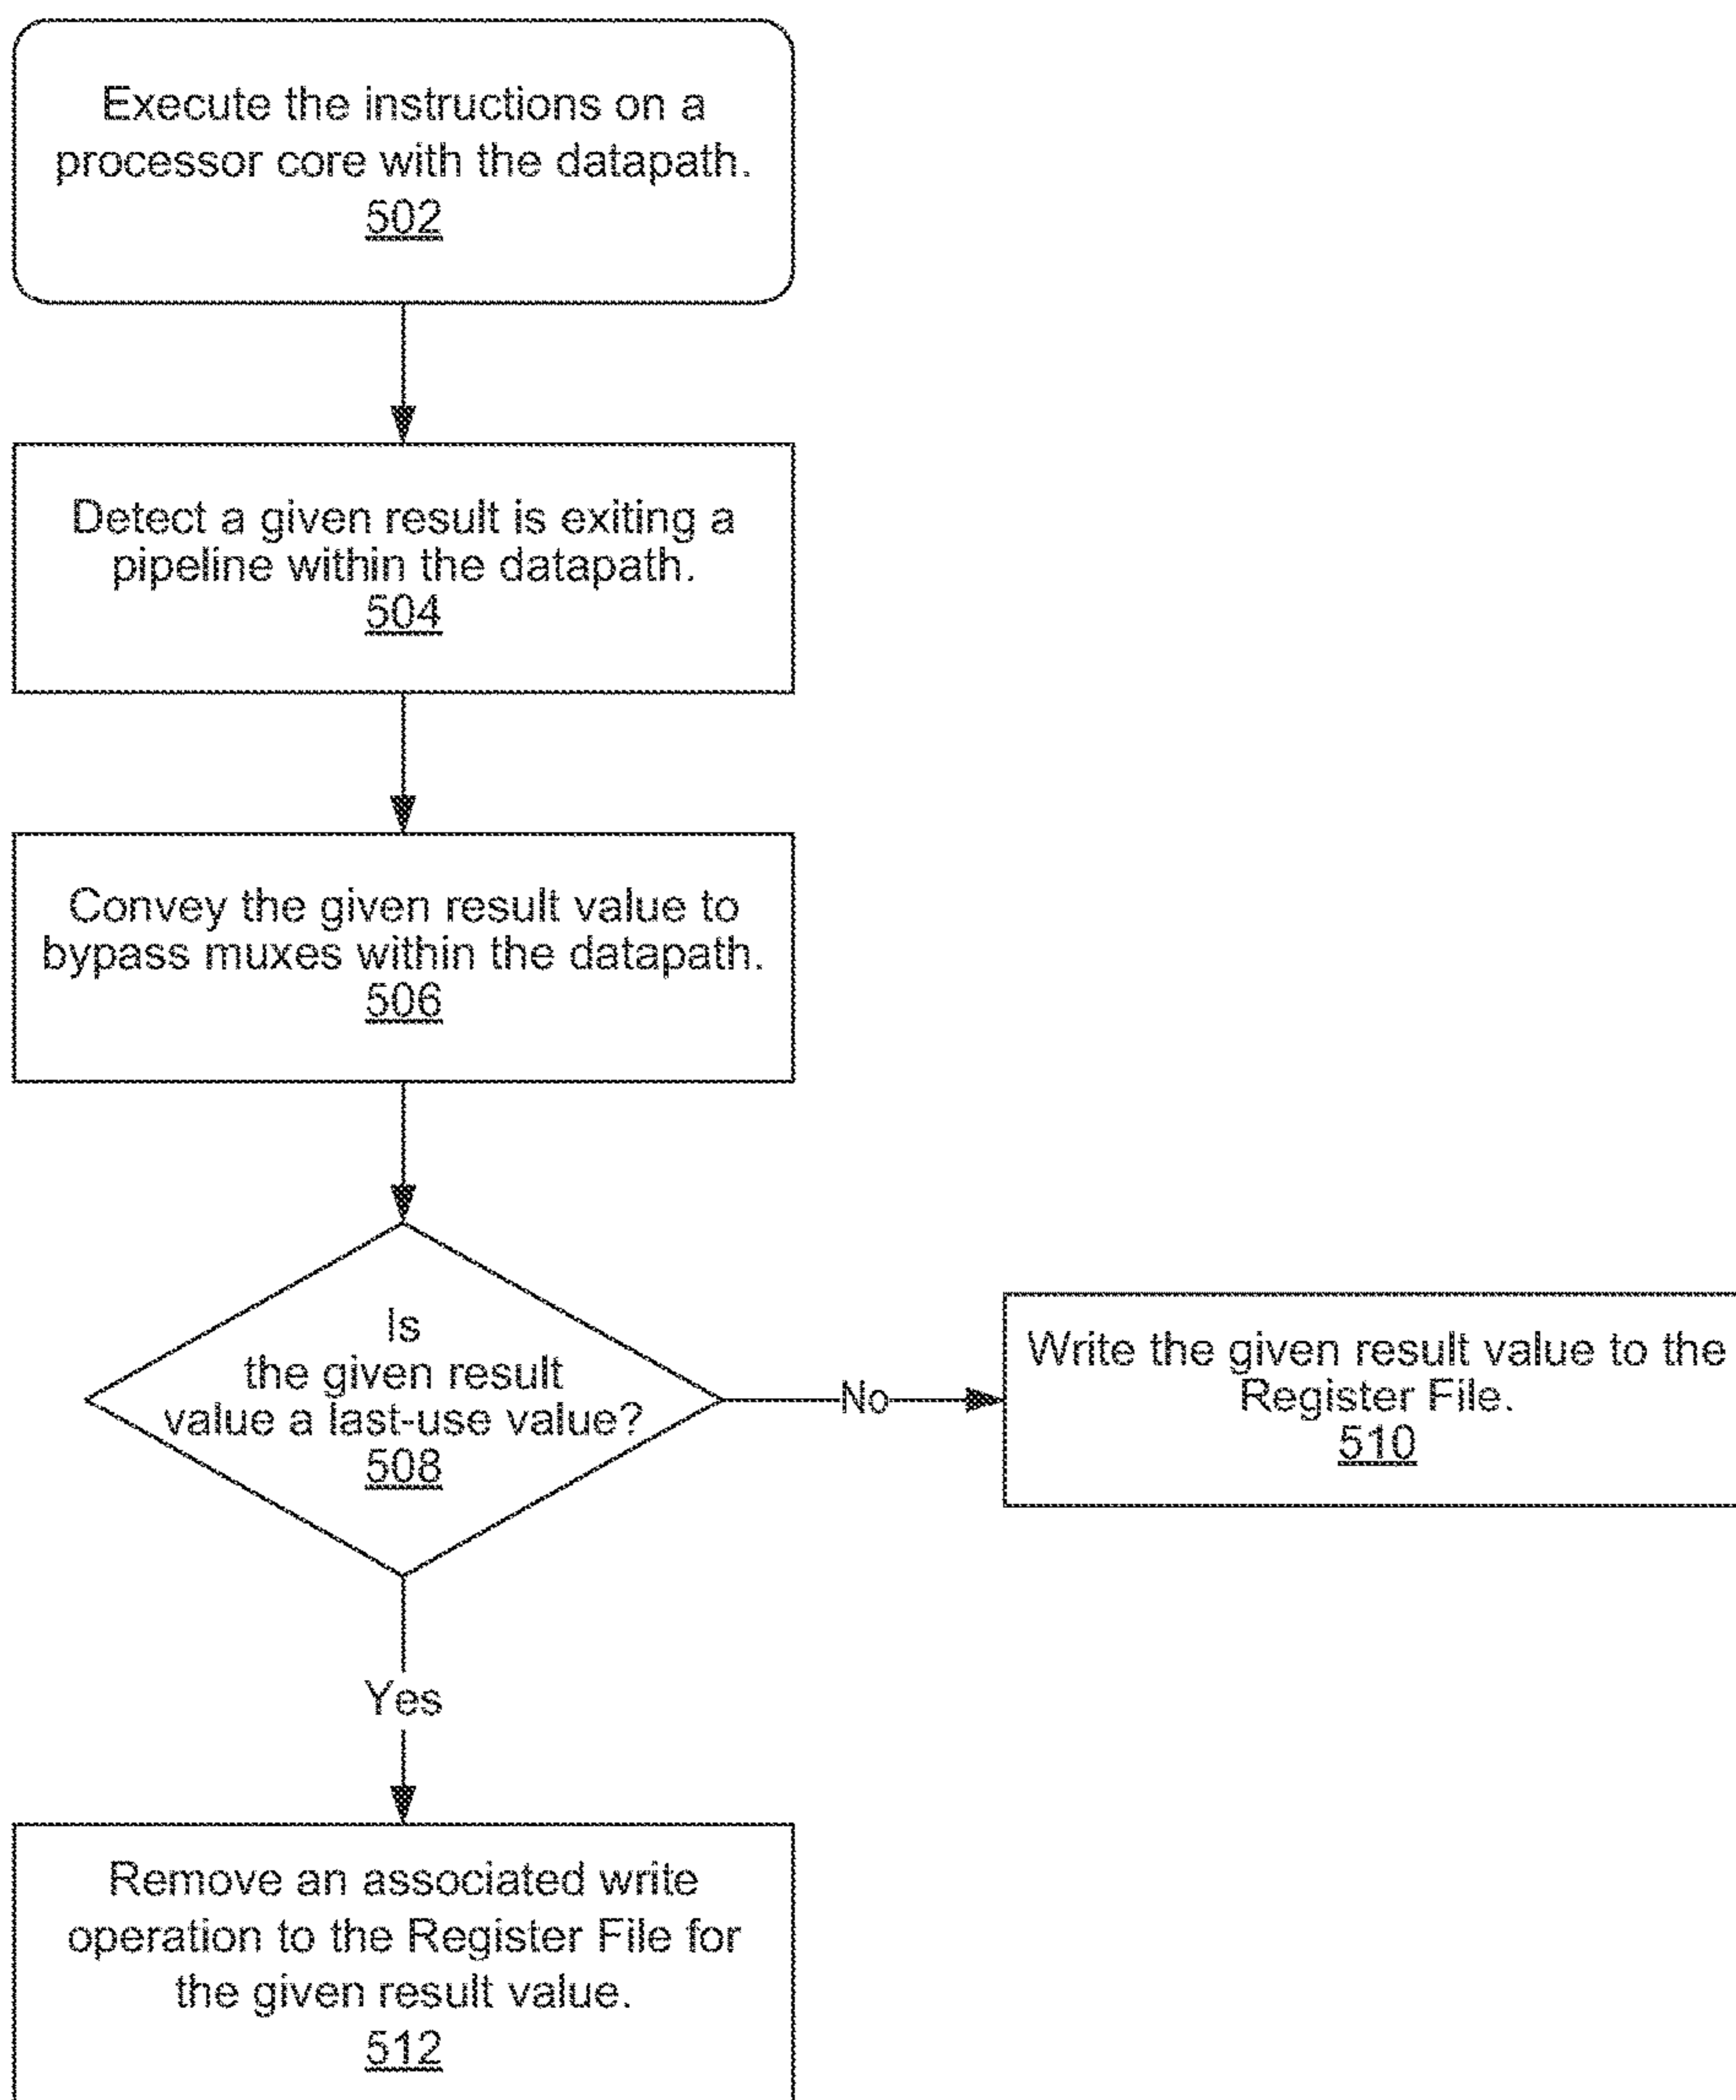 Execute the instructions on a
processor core with the datapath.
502
Detect a given result is exiting a
pipeline within the datapath.
504
Convey the given result value to
bypass muxes within the datapath.
506
Is
the given result
value a last-use value?
508
No
Write the given result value to the
Register File.
510
Yes
Remove an associated write
operation to the Register File for
the given result value.
512